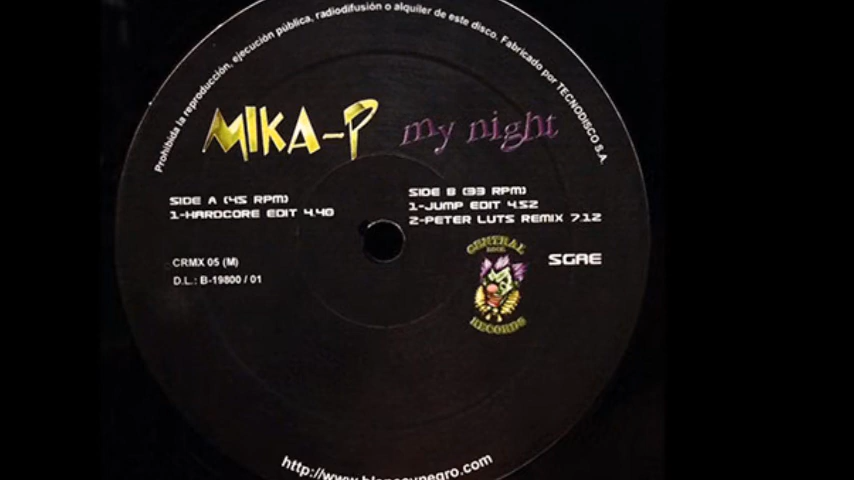 Prohibida la reproducción, ejecución pública, radiodifusión o alquiler de este disco. Fabricado por TECNODISCO S.A.
MIKA-P my night
SIDE A (45 RPM)
1-HARDCORE EDIT 4.40
SIDE B (33 RPM)
1-JUMP EDIT 4.52
2-PETER LUTS REMIX 7.12
CRMX 05 (M)
D.L.: B-19800 / 01
CENTRAL
ROCK
RECORDS
SGAE
http://www.blancoynegro.com